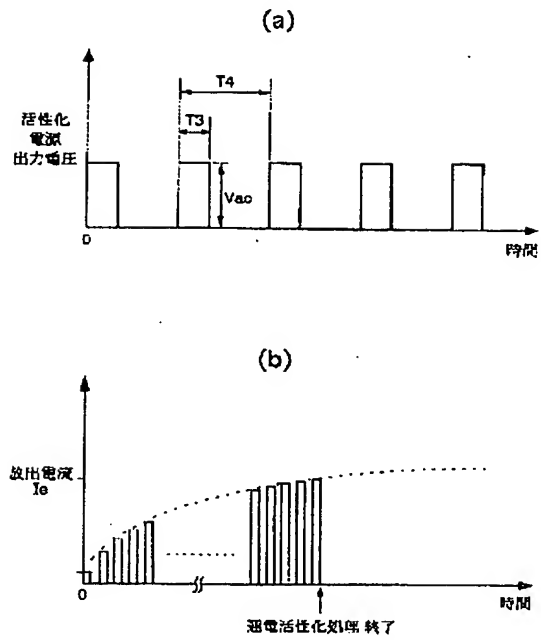 (a)
T4
T3
活性化
電源
出力電圧
Vac
0
時間
(b)
放出電流
Ie
0
時間
通電活性化処理 終了